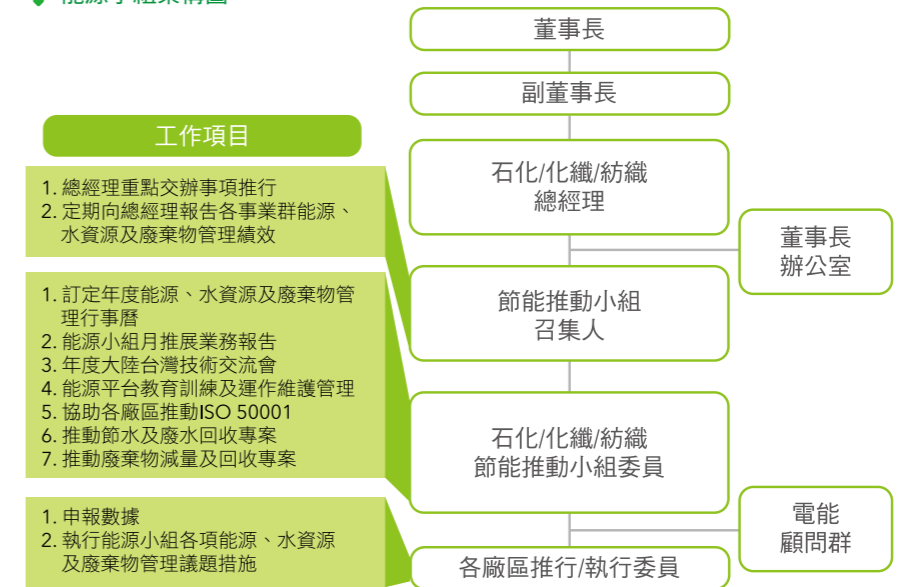 能源小組架構圖
董事長
副董事長
工作項目
石化/化纖/紡織
總經理
1. 總經理重點交辦事項推行
2. 定期向總經理報告各事業群能源、
水資源及廢棄物管理績效
董事長
辦公室
節能推動小組
召集人
1. 訂定年度能源、水資源及廢棄物管
理行事曆
2. 能源小組月推展業務報告
3. 年度大陸台灣技術交流會
4. 能源平台教育訓練及運作維護管理
5. 協助各廠區推動ISO 50001
6. 推動節水及廢水回收專案
7. 推動廢棄物減量及回收專案
石化/化纖/紡織
節能推動小組委員
1. 申報數據
2. 執行能源小組各項能源、水資源
及廢棄物管理議題措施
電能
顧問群
各廠區推行/執行委員